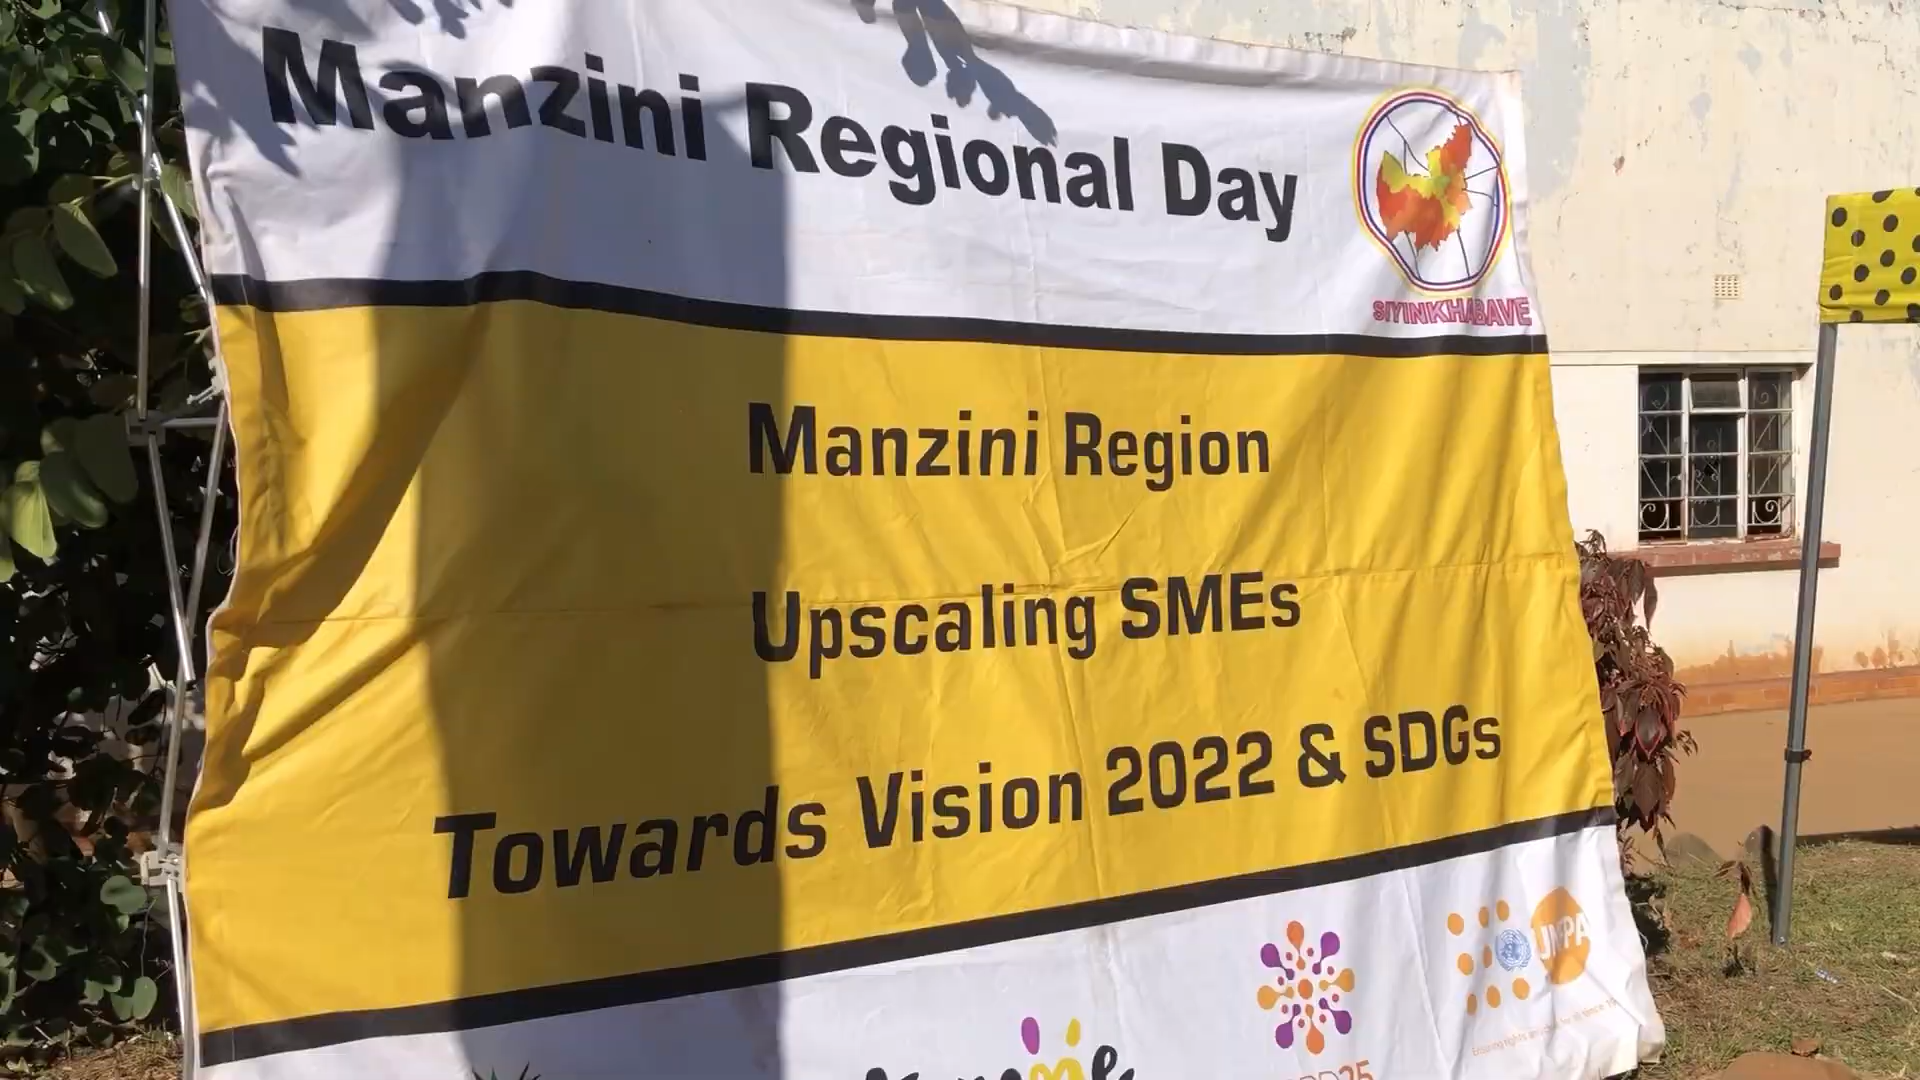 Manzini Regional Day
SIYINKHABAVE
Manzini Region
Upscaling SMEs
Towards Vision 2022 & SDGs
UNFPA